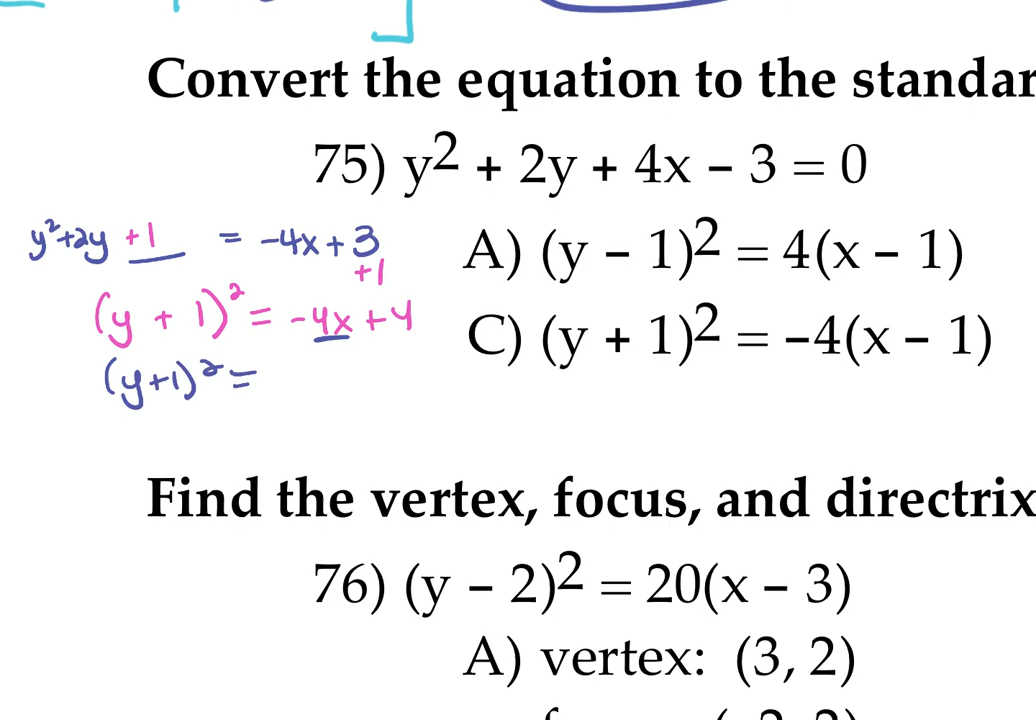 Convert the equation to the standar
75) y² + 2y + 4x – 3 = 0
y²+2y +1 = -4x+3
+1
A) (y – 1)² = 4(x – 1)
(y + 1)² = -4x+4
C) (y + 1)² = –4(x – 1)
(y+1)² =
Find the vertex, focus, and directrix
76) (y – 2)² = 20(x – 3)
A) vertex: (3, 2)